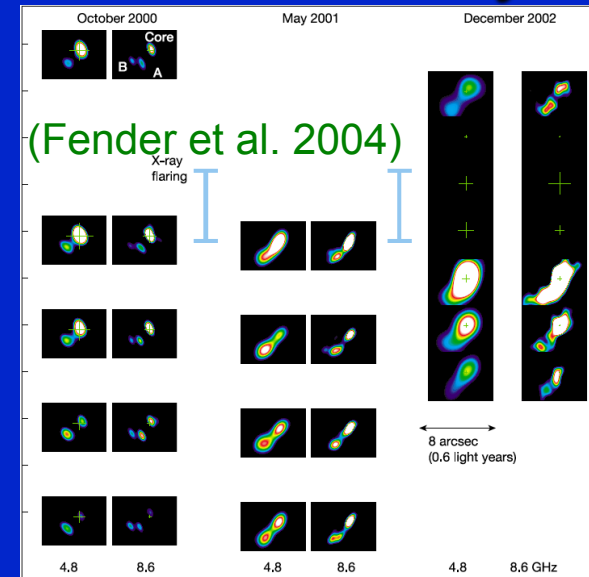 October 2000 May 2001 December 2002
Core
B A
(Fender et al. 2004)
X-ray
flaring
8 arcsec
(0.6 light years)
4.8 8.6 4.8 8.6 4.8 8.6 GHz